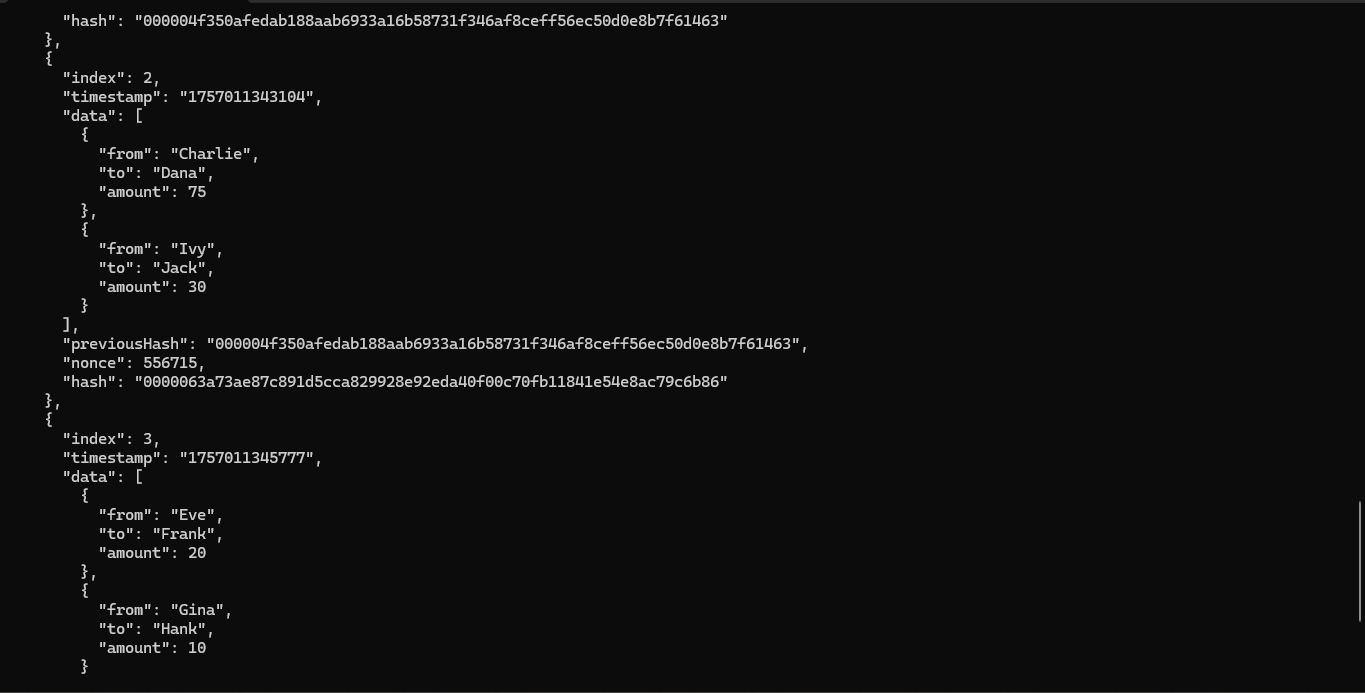 "hash": "000004f350afedab188aab6933a16b58731f346af8ceff56ec50d0e8b7f61463"
},
{
"index": 2,
"timestamp": "1757011343104",
"data": [
{
"from": "Charlie",
"to": "Dana",
"amount": 75
},
{
"from": "Ivy",
"to": "Jack",
"amount": 30
}
],
"previousHash": "000004f350afedab188aab6933a16b58731f346af8ceff56ec50d0e8b7f61463",
"nonce": 556715,
"hash": "0000063a73ae87c891d5cca829928e92eda40f00c70fb11841e54e8ac79c6b86"
},
{
"index": 3,
"timestamp": "1757011345777",
"data": [
{
"from": "Eve",
"to": "Frank",
"amount": 20
},
{
"from": "Gina",
"to": "Hank",
"amount": 10
}